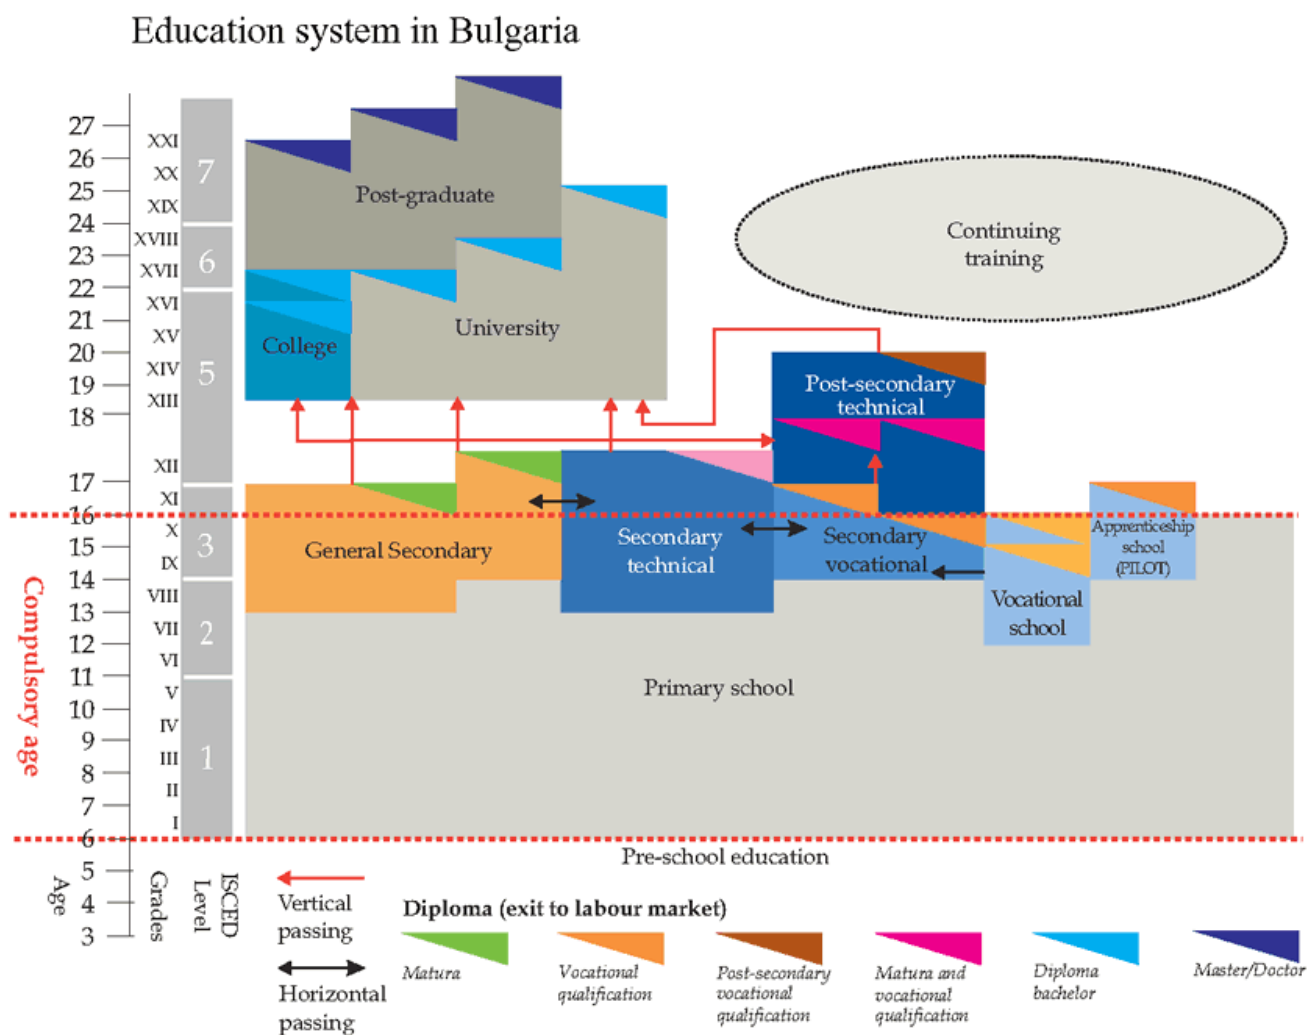 Education system in Bulgaria
27
26
25
24
23
22
21
20
19
18
17
16
15
14
13
12
11
10
9
8
7
6
5
4
3
Age
XXI
XX
XIX
XVIII
XVII
XVI
XV
XIV
XIII
XII
XI
X
IX
VIII
VII
VI
V
IV
III
II
I
Grades
7
6
5
3
2
1
ISCED
Level
Compulsory age
Post-graduate
University
College
Continuing
training
Post-secondary
technical
General Secondary
Secondary
technical
Secondary
vocational
Apprenticeship
school
(PILOT)
Vocational
school
Primary school
Pre-school education
Vertical
passing
Horizontal
passing
Diploma (exit to labour market)
Matura
Vocational
qualification
Post-secondary
vocational
qualification
Matura and
vocational
qualification
Diploma
bachelor
Master/Doctor